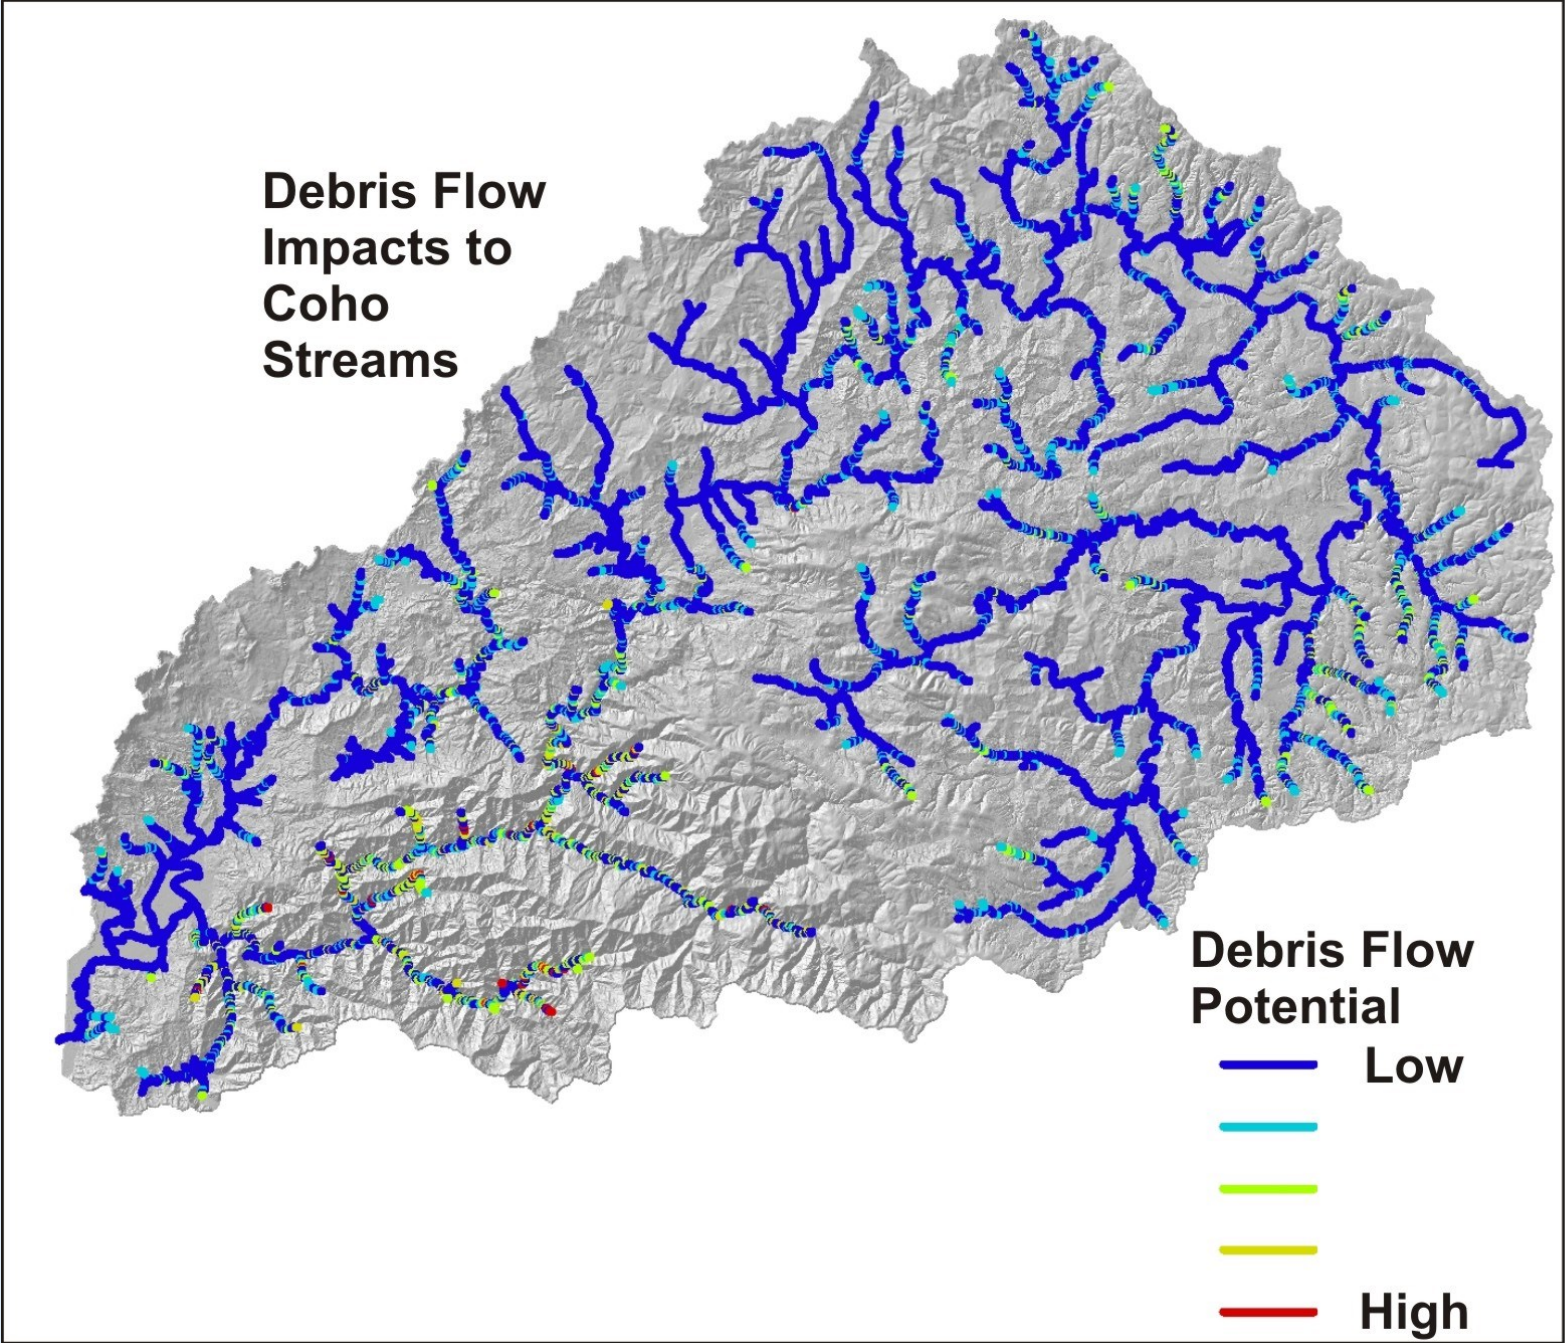 Debris Flow
Impacts to
Coho
Streams
Debris Flow
Potential
Low
High